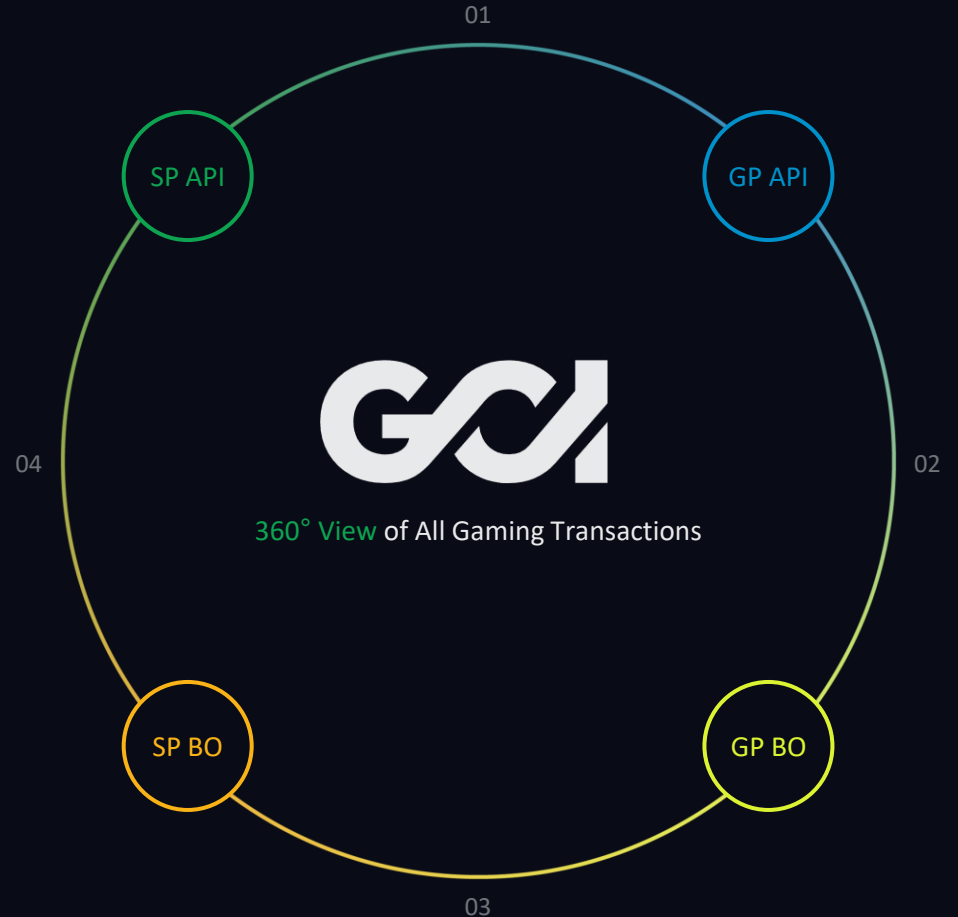 01
SP API
GP API
GCI
04
02
360° View of All Gaming Transactions
SP BO
GP BO
03